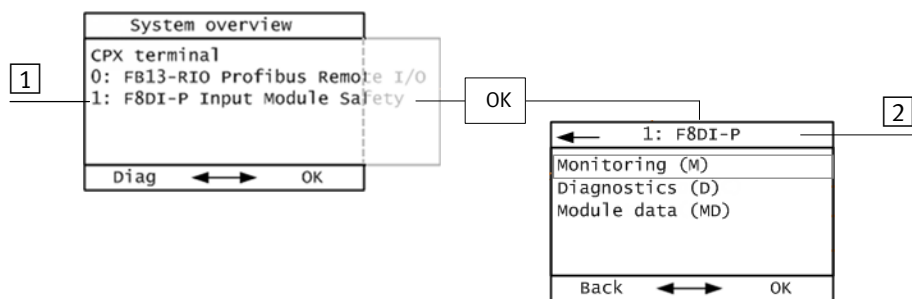 System overview
CPX terminal
0: FB13-RIO Profibus Remote I/O
1: F8DI-P Input Module Safety
Diag OK
1
OK
2
1: F8DI-P
Monitoring (M)
Diagnostics (D)
Module data (MD)
Back OK